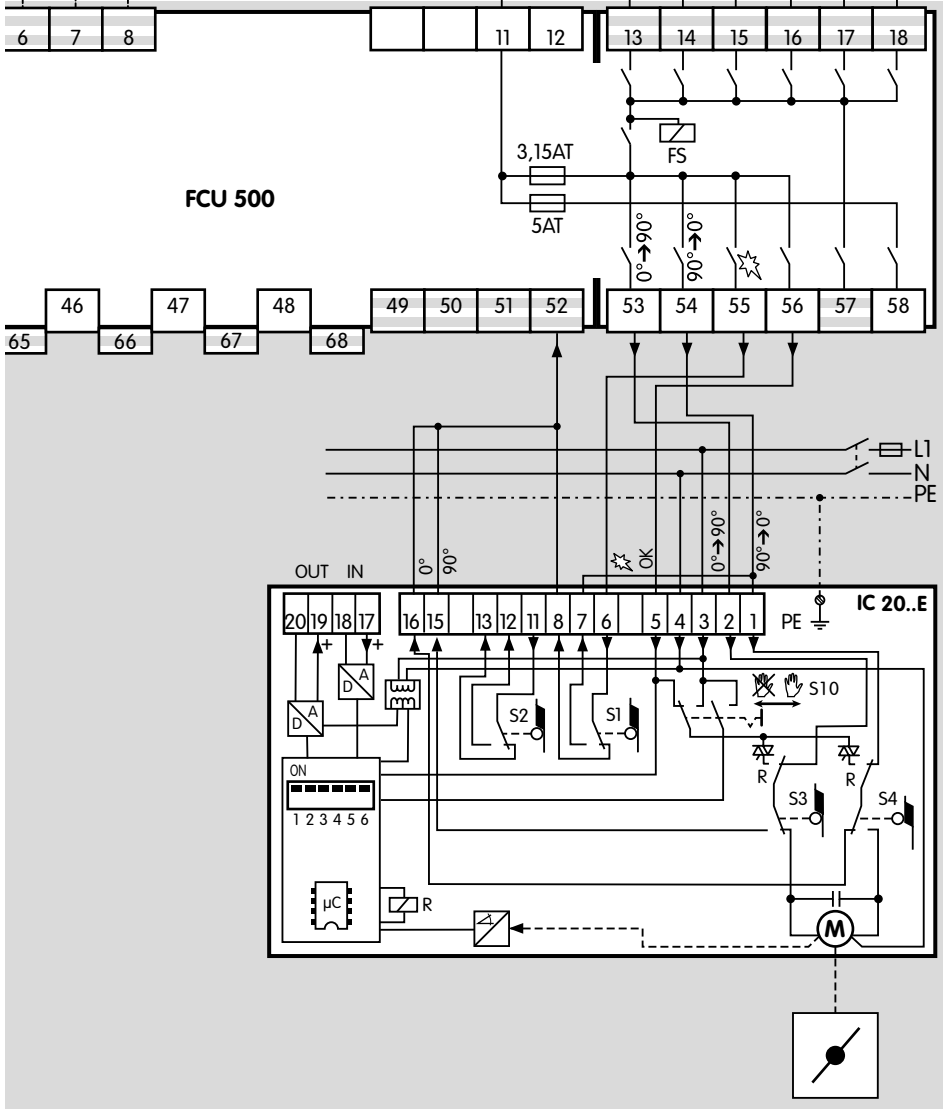 6 7 8 11 12 13 14 15 16 17 18
FS
3,15AT
5AT
FCU 500
0°➔90°
90°➔0°
46 47 48 49 50 51 52 53 54 55 56 57 58
65 66 67 68
L1
N
PE
0°
90°
OK
0°➔90°
90°➔0°
OUT IN
IC 20..E
20 19 18 17 16 15 13 12 11 8 7 6 5 4 3 2 1 PE
+ +
D A
D A
S2
S1
S10
ON
1 2 3 4 5 6
R
R
S3
S4
µC
R
M